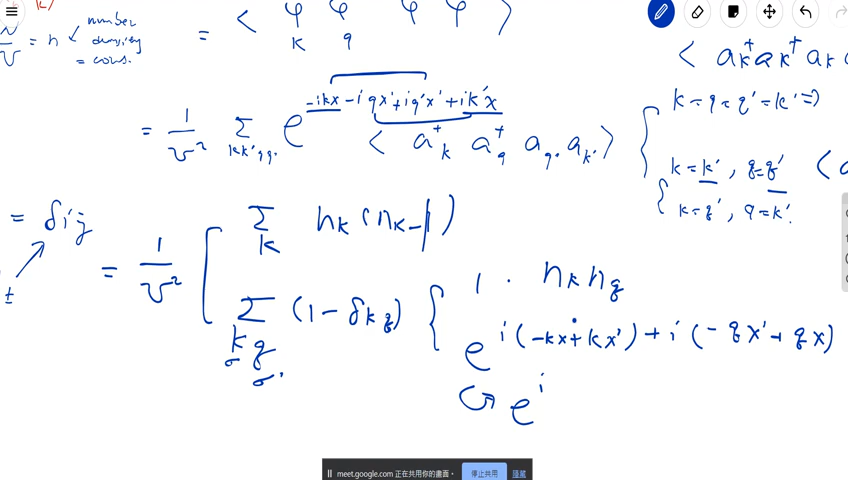 number
density
= cons.
V = n
= < φ φ φ φ >
k q
< a_k^+ a_k^+ a_k a
= 1/V² Σ_{kk'qq'} e^{-ikx-iqx'+iq'x'+ik'x} < a_k^+ a_q^+ a_q' a_k' >
k=q=q'=k' =>
k=k', q=q' <a
k=q', q=k'.
= δij
±
= 1/V² [ Σ_k n_k(n_k-1)
Σ_{kq} (1-δ_kq) { 1 · n_k n_q
e^{i(-kx+kx')+i(-qx'+qx)}
↪ e^i
meet.google.com 正在共用你的畫面。 停止共用 隱藏